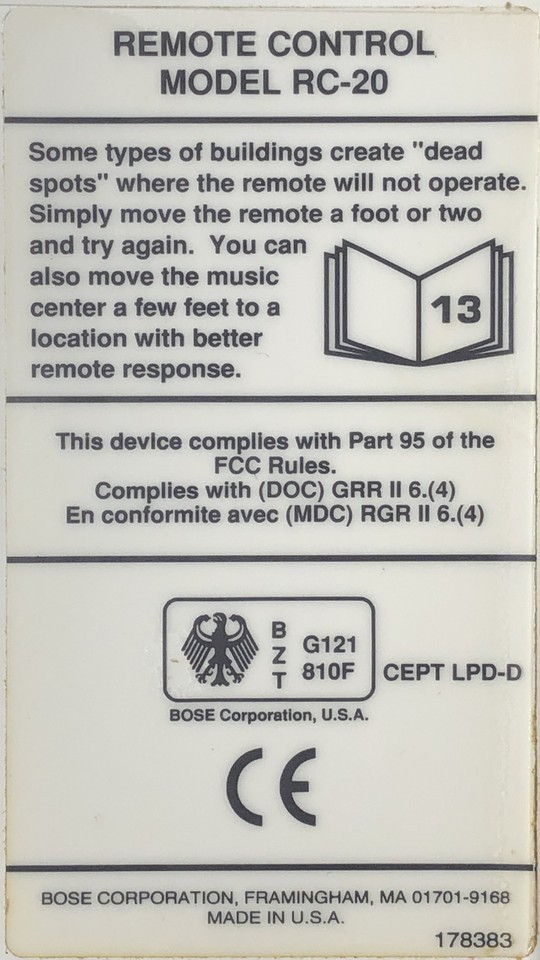 REMOTE CONTROL
MODEL RC-20
Some types of buildings create "dead
spots" where the remote will not operate.
Simply move the remote a foot or two
and try again. You can
also move the music
center a few feet to a
location with better
remote response.
13
This device complies with Part 95 of the
FCC Rules.
Complies with (DOC) GRR II 6.(4)
En conformite avec (MDC) RGR II 6.(4)
BZT
G121
810F
CEPT LPD-D
BOSE Corporation, U.S.A.
CE
BOSE CORPORATION, FRAMINGHAM, MA 01701-9168
MADE IN U.S.A.
178383